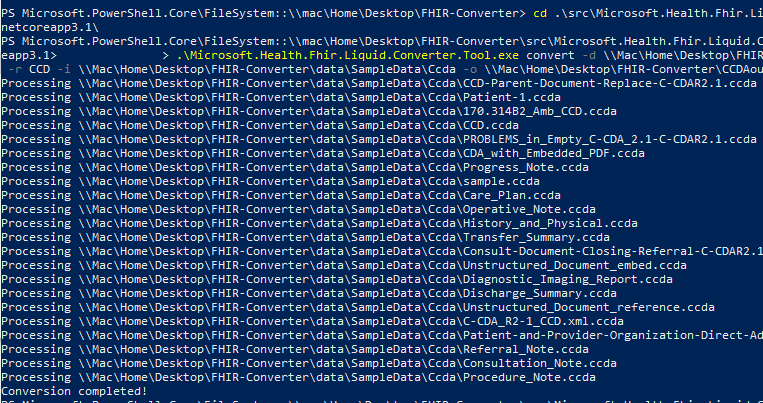 PS Microsoft.PowerShell.Core\FileSystem::\\mac\Home\Desktop\FHIR-Converter> cd .\src\Microsoft.Health.Fhir.Li
netcoreapp3.1\
PS Microsoft.PowerShell.Core\FileSystem::\\mac\Home\Desktop\FHIR-Converter\src\Microsoft.Health.Fhir.Liquid.C
eapp3.1> > .\Microsoft.Health.Fhir.Liquid.Converter.Tool.exe convert -d \\Mac\Home\Desktop\FH
-r CCD -i \\Mac\Home\Desktop\FHIR-Converter\data\SampleData\Ccda -o \\Mac\Home\Desktop\FHIR-Converter\CCDAou
Processing \\Mac\Home\Desktop\FHIR-Converter\data\SampleData\Ccda\CCD-Parent-Document-Replace-C-CDAR2.1.ccda
Processing \\Mac\Home\Desktop\FHIR-Converter\data\SampleData\Ccda\Patient-1.ccda
Processing \\Mac\Home\Desktop\FHIR-Converter\data\SampleData\Ccda\170.314B2_Amb_CCD.ccda
Processing \\Mac\Home\Desktop\FHIR-Converter\data\SampleData\Ccda\CCD.ccda
Processing \\Mac\Home\Desktop\FHIR-Converter\data\SampleData\Ccda\PROBLEMS_in_Empty_C-CDA_2.1-C-CDAR2.1.ccda
Processing \\Mac\Home\Desktop\FHIR-Converter\data\SampleData\Ccda\CDA_with_Embedded_PDF.ccda
Processing \\Mac\Home\Desktop\FHIR-Converter\data\SampleData\Ccda\Progress_Note.ccda
Processing \\Mac\Home\Desktop\FHIR-Converter\data\SampleData\Ccda\sample.ccda
Processing \\Mac\Home\Desktop\FHIR-Converter\data\SampleData\Ccda\Care_Plan.ccda
Processing \\Mac\Home\Desktop\FHIR-Converter\data\SampleData\Ccda\Operative_Note.ccda
Processing \\Mac\Home\Desktop\FHIR-Converter\data\SampleData\Ccda\History_and_Physical.ccda
Processing \\Mac\Home\Desktop\FHIR-Converter\data\SampleData\Ccda\Transfer_Summary.ccda
Processing \\Mac\Home\Desktop\FHIR-Converter\data\SampleData\Ccda\Consult-Document-Closing-Referral-C-CDAR2.1
Processing \\Mac\Home\Desktop\FHIR-Converter\data\SampleData\Ccda\Unstructured_Document_embed.ccda
Processing \\Mac\Home\Desktop\FHIR-Converter\data\SampleData\Ccda\Diagnostic_Imaging_Report.ccda
Processing \\Mac\Home\Desktop\FHIR-Converter\data\SampleData\Ccda\Discharge_Summary.ccda
Processing \\Mac\Home\Desktop\FHIR-Converter\data\SampleData\Ccda\Unstructured_Document_reference.ccda
Processing \\Mac\Home\Desktop\FHIR-Converter\data\SampleData\Ccda\C-CDA_R2-1_CCD.xml.ccda
Processing \\Mac\Home\Desktop\FHIR-Converter\data\SampleData\Ccda\Patient-and-Provider-Organization-Direct-Ad
Processing \\Mac\Home\Desktop\FHIR-Converter\data\SampleData\Ccda\Referral_Note.ccda
Processing \\Mac\Home\Desktop\FHIR-Converter\data\SampleData\Ccda\Consultation_Note.ccda
Processing \\Mac\Home\Desktop\FHIR-Converter\data\SampleData\Ccda\Procedure_Note.ccda
Conversion completed!